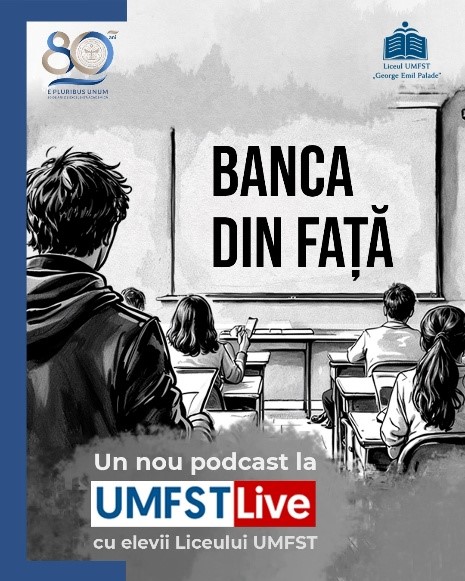 80 ani
E PLURIBUS UNUM
Liceul UMFST
„George Emil Palade”
BANCA
DIN FAȚĂ
Un nou podcast la
UMFST Live
cu elevii Liceului UMFST